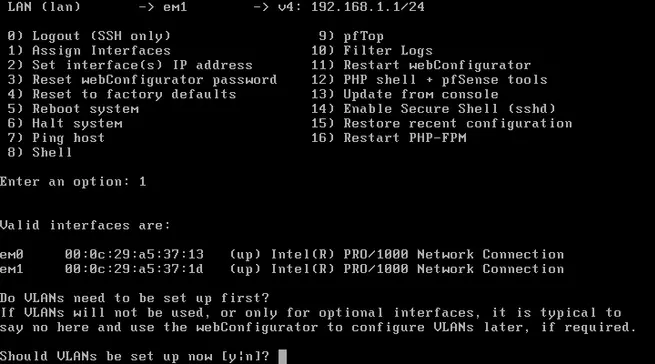 LAN (lan) -> em1 -> v4: 192.168.1.1/24
0) Logout (SSH only) 9) pfTop
1) Assign Interfaces 10) Filter Logs
2) Set interface(s) IP address 11) Restart webConfigurator
3) Reset webConfigurator password 12) PHP shell + pfSense tools
4) Reset to factory defaults 13) Update from console
5) Reboot system 14) Enable Secure Shell (sshd)
6) Halt system 15) Restore recent configuration
7) Ping host 16) Restart PHP-FPM
8) Shell
Enter an option: 1
Valid interfaces are:
em0 00:0c:29:a5:37:13 (up) Intel(R) PRO/1000 Network Connection
em1 00:0c:29:a5:37:1d (up) Intel(R) PRO/1000 Network Connection
Do VLANs need to be set up first?
If VLANs will not be used, or only for optional interfaces, it is typical to
say no here and use the webConfigurator to configure VLANs later, if required.
Should VLANs be set up now [y|n]?